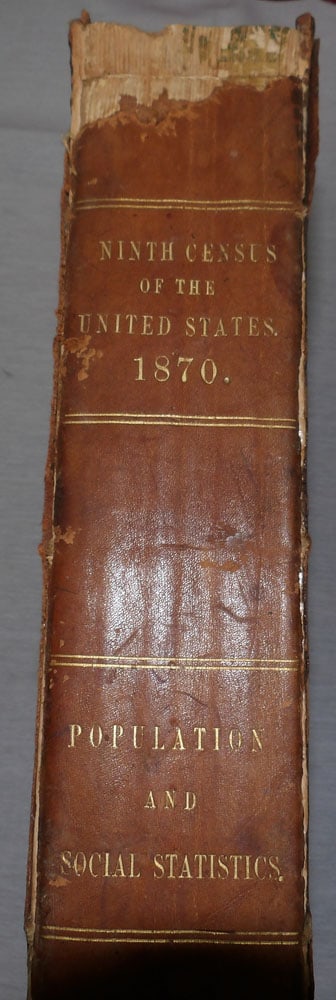 NINTH CENSUS
OF THE
UNITED STATES.
1870.
POPULATION
AND
SOCIAL STATISTICS.